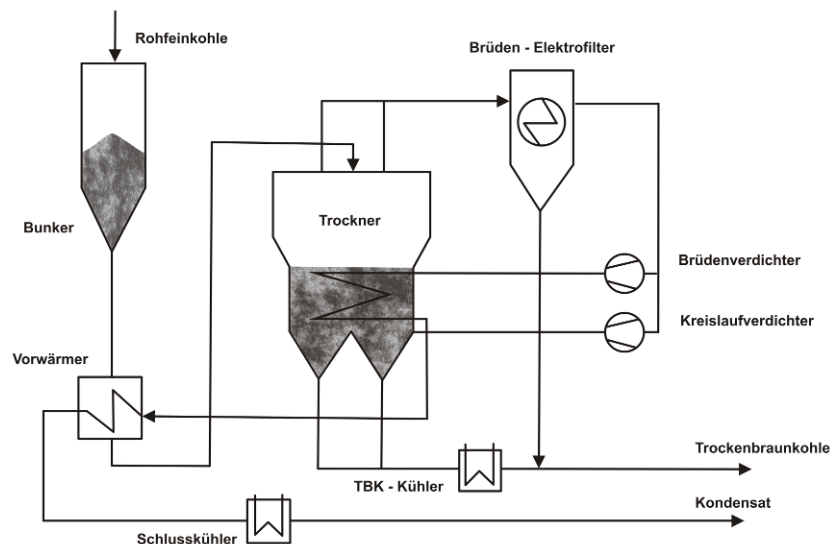 Rohfeinkohle
Brüden - Elektrofilter
Bunker
Trockner
Brüdenverdichter
Kreislaufverdichter
Vorwärmer
Trockenbraunkohle
TBK - Kühler
Kondensat
Schlusskühler